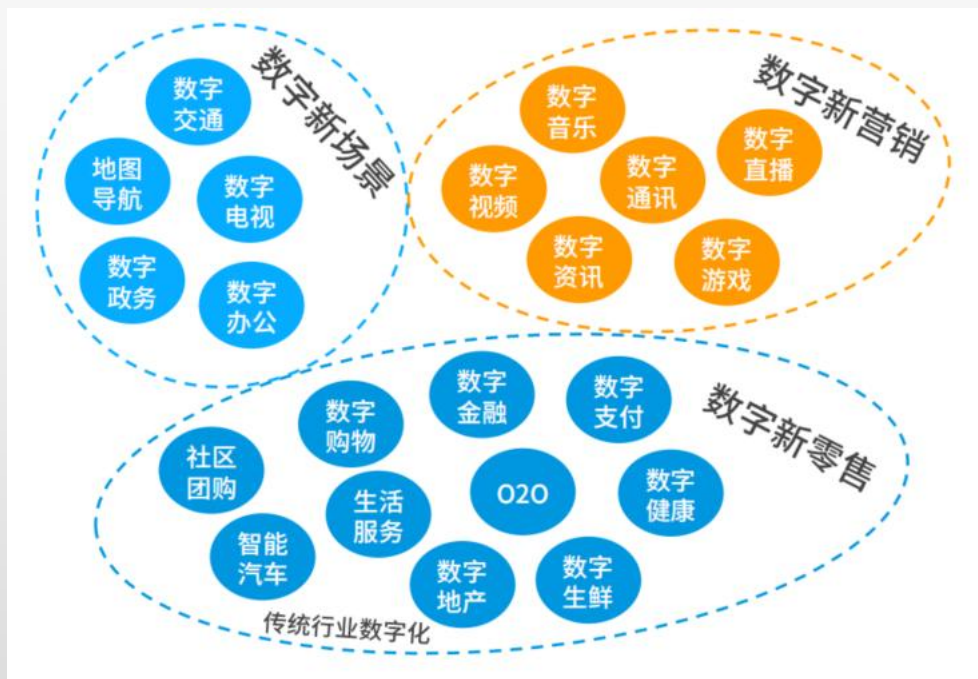 数字新场景
数字
交通
地图
导航
数字
电视
数字
政务
数字
办公
数字新营销
数字
音乐
数字
直播
数字
视频
数字
通讯
数字
资讯
数字
游戏
数字新零售
数字
金融
数字
支付
数字
购物
社区
团购
生活
服务
O2O
数字
健康
智能
汽车
数字
地产
数字
生鲜
传统行业数字化